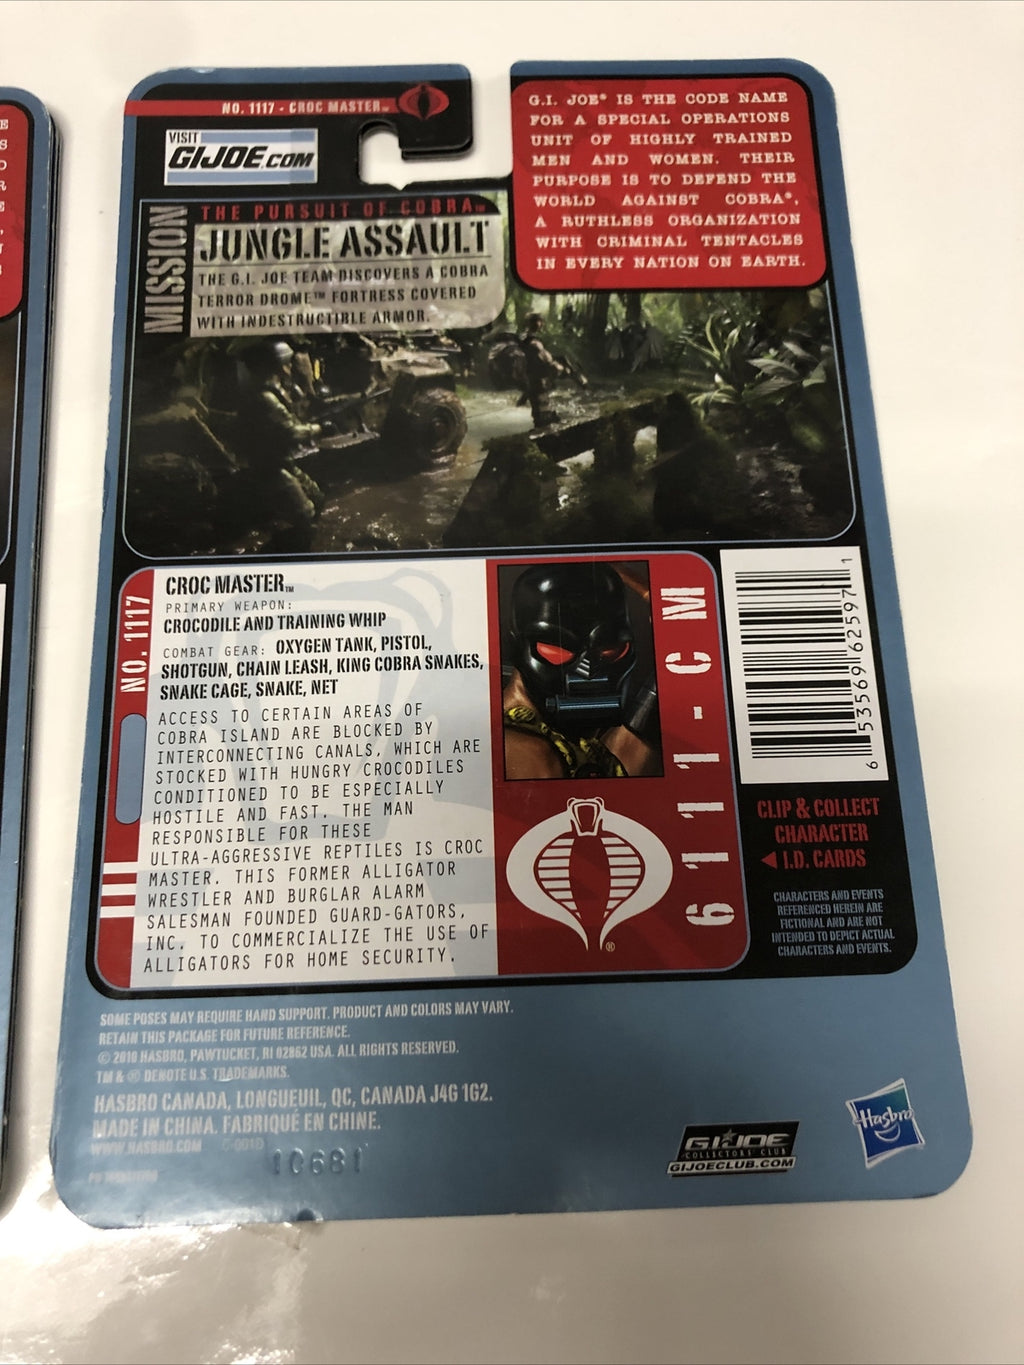 NO. 1117 - CROC MASTER™
VISIT
GIJOE.COM
G.I. JOE® IS THE CODE NAME
FOR A SPECIAL OPERATIONS
UNIT OF HIGHLY TRAINED
MEN AND WOMEN. THEIR
PURPOSE IS TO DEFEND THE
WORLD AGAINST COBRA®,
A RUTHLESS ORGANIZATION
WITH CRIMINAL TENTACLES
IN EVERY NATION ON EARTH.
MISSION
THE PURSUIT OF COBRA™
JUNGLE ASSAULT
THE G.I. JOE TEAM DISCOVERS A COBRA
TERROR DROME™ FORTRESS COVERED
WITH INDESTRUCTIBLE ARMOR.
NO. 1117
CROC MASTER™
PRIMARY WEAPON:
CROCODILE AND TRAINING WHIP
COMBAT GEAR: OXYGEN TANK, PISTOL,
SHOTGUN, CHAIN LEASH, KING COBRA SNAKES,
SNAKE CAGE, SNAKE, NET
ACCESS TO CERTAIN AREAS OF
COBRA ISLAND ARE BLOCKED BY
INTERCONNECTING CANALS, WHICH ARE
STOCKED WITH HUNGRY CROCODILES
CONDITIONED TO BE ESPECIALLY
HOSTILE AND FAST. THE MAN
RESPONSIBLE FOR THESE
ULTRA-AGGRESSIVE REPTILES IS CROC
MASTER. THIS FORMER ALLIGATOR
WRESTLER AND BURGLAR ALARM
SALESMAN FOUNDED GUARD-GATORS,
INC. TO COMMERCIALIZE THE USE OF
ALLIGATORS FOR HOME SECURITY.
®
6111-CM
6 53569 62597 1
CLIP & COLLECT
CHARACTER
◀ I.D. CARDS
CHARACTERS AND EVENTS
REFERENCED HEREIN ARE
FICTIONAL AND ARE NOT
INTENDED TO DEPICT ACTUAL
CHARACTERS AND EVENTS.
SOME POSES MAY REQUIRE HAND SUPPORT. PRODUCT AND COLORS MAY VARY.
RETAIN THIS PACKAGE FOR FUTURE REFERENCE.
© 2010 HASBRO, PAWTUCKET, RI 02862 USA. ALL RIGHTS RESERVED.
TM & ® DENOTE U.S. TRADEMARKS.
HASBRO CANADA, LONGUEUIL, QC, CANADA J4G 1G2.
MADE IN CHINA. FABRIQUÉ EN CHINE.
WWW.HASBRO.COM C-001D
10681
GIJOE
COLLECTORS' CLUB
GIJOECLUB.COM
Hasbro